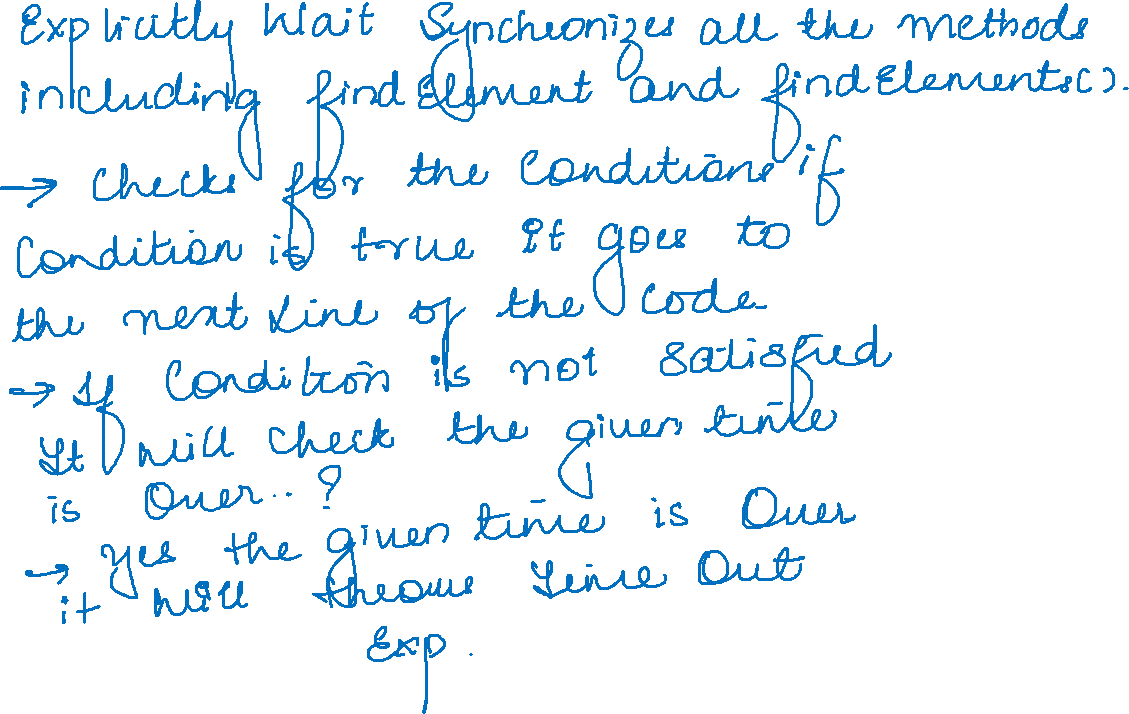 Explicitly Wait Synchronizes all the methods
including findElement and findElements().
→ Checks for the Conditions if
Condition is true It goes to
the next Line of the Code
→ If Condition is not Satisfied
It will Check the given time
is Over..?
→ yes the given time is Over
it will throws Time Out
Exp.